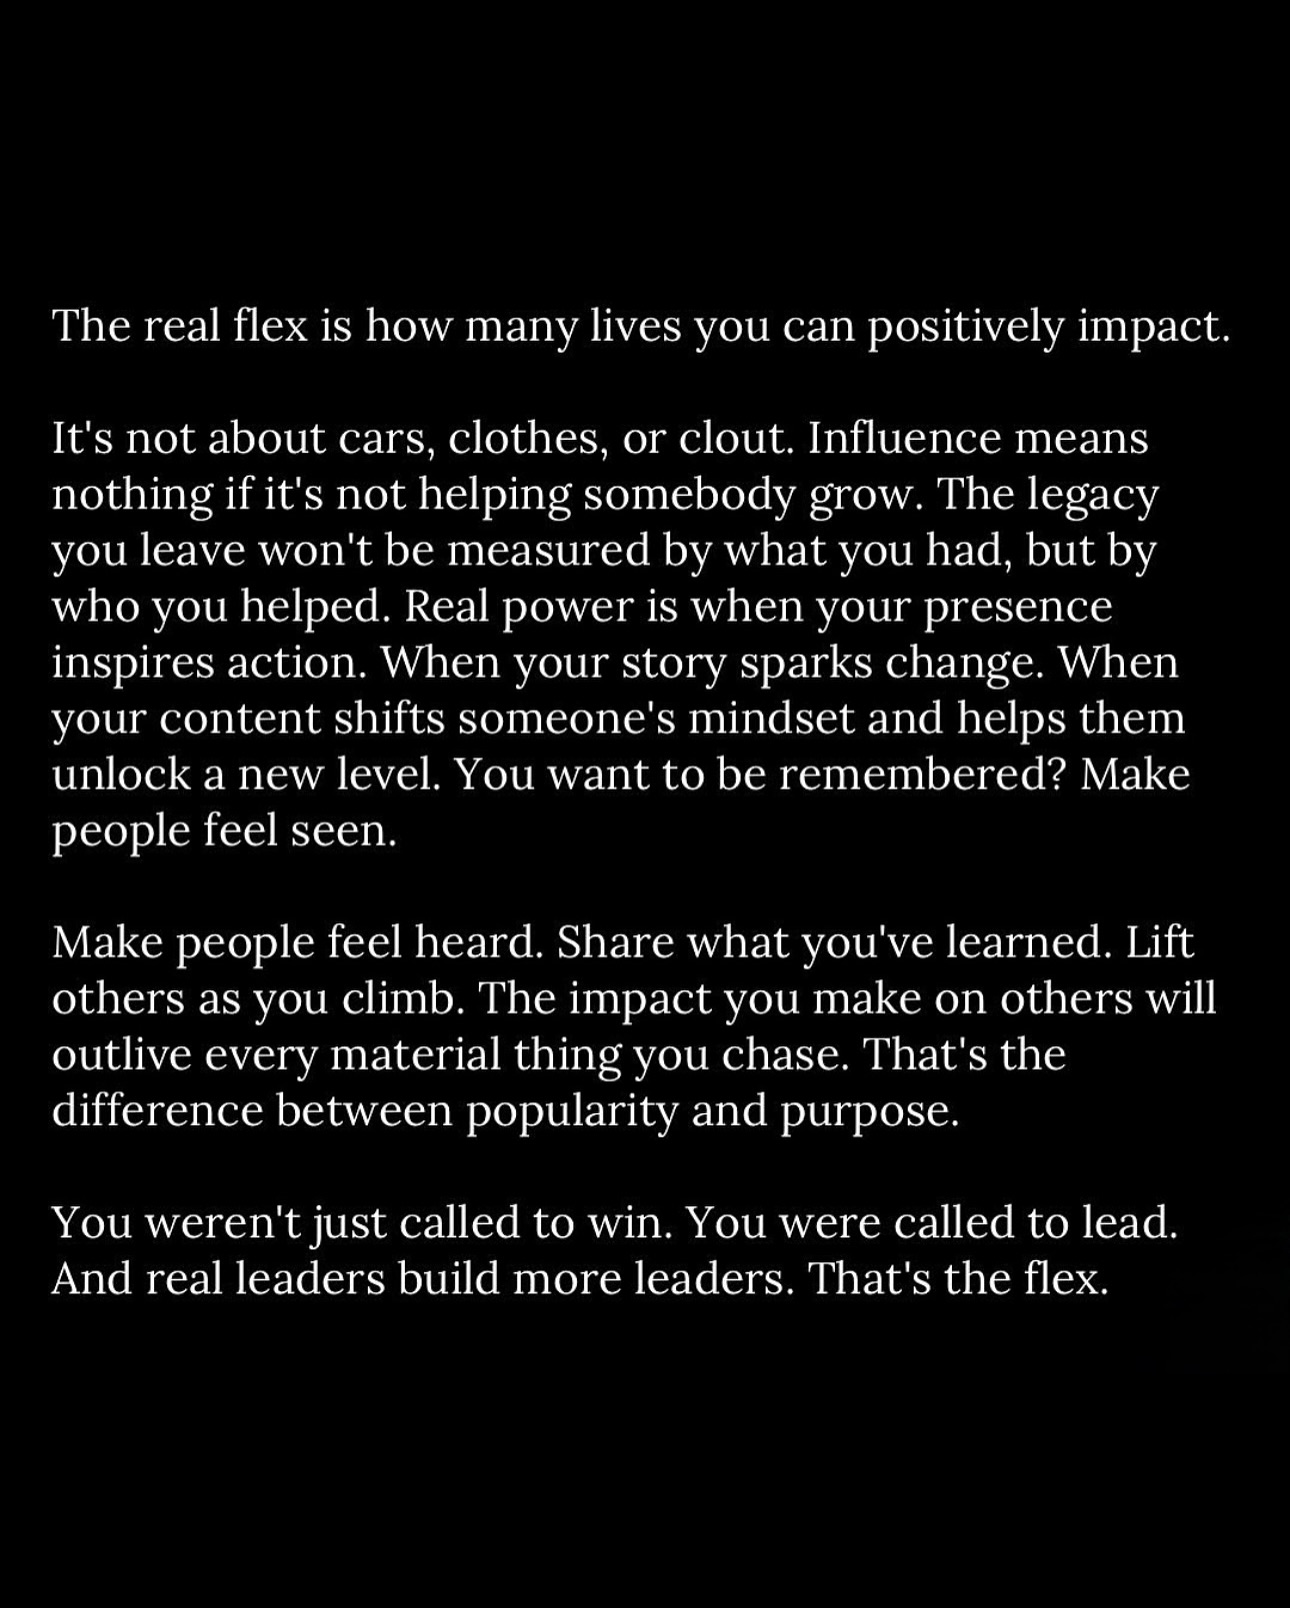 The real flex is how many lives you can positively impact.
It's not about cars, clothes, or clout. Influence means
nothing if it's not helping somebody grow. The legacy
you leave won't be measured by what you had, but by
who you helped. Real power is when your presence
inspires action. When your story sparks change. When
your content shifts someone's mindset and helps them
unlock a new level. You want to be remembered? Make
people feel seen.
Make people feel heard. Share what you've learned. Lift
others as you climb. The impact you make on others will
outlive every material thing you chase. That's the
difference between popularity and purpose.
You weren't just called to win. You were called to lead.
And real leaders build more leaders. That's the flex.